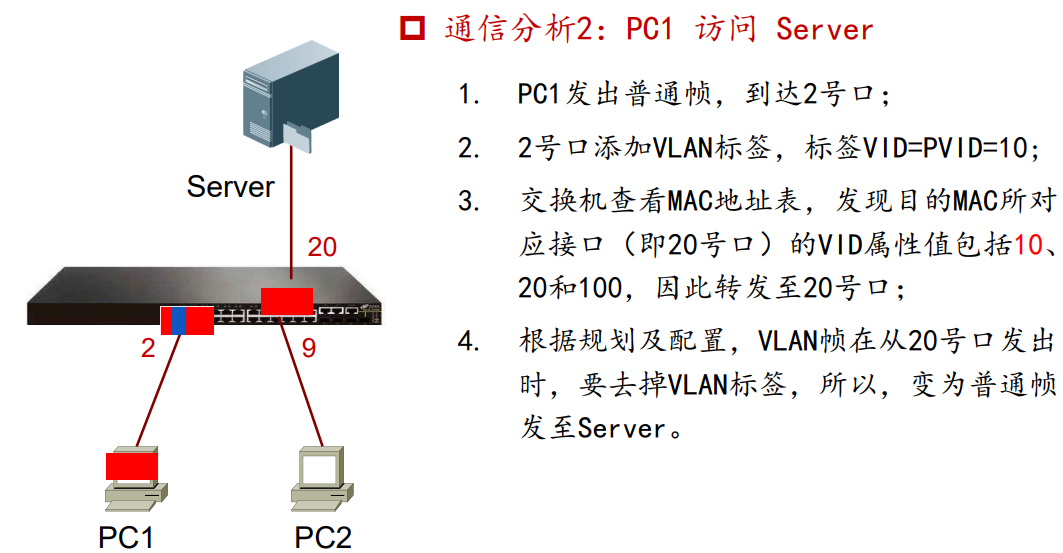 通信分析2：PC1 访问 Server
1. PC1发出普通帧，到达2号口；
2. 2号口添加VLAN标签，标签VID=PVID=10；
3. 交换机查看MAC地址表，发现目的MAC所对
应接口（即20号口）的VID属性值包括10、
20和100，因此转发至20号口；
4. 根据规划及配置，VLAN帧在从20号口发出
时，要去掉VLAN标签，所以，变为普通帧
发至Server。
Server
20
2
9
PC1
PC2